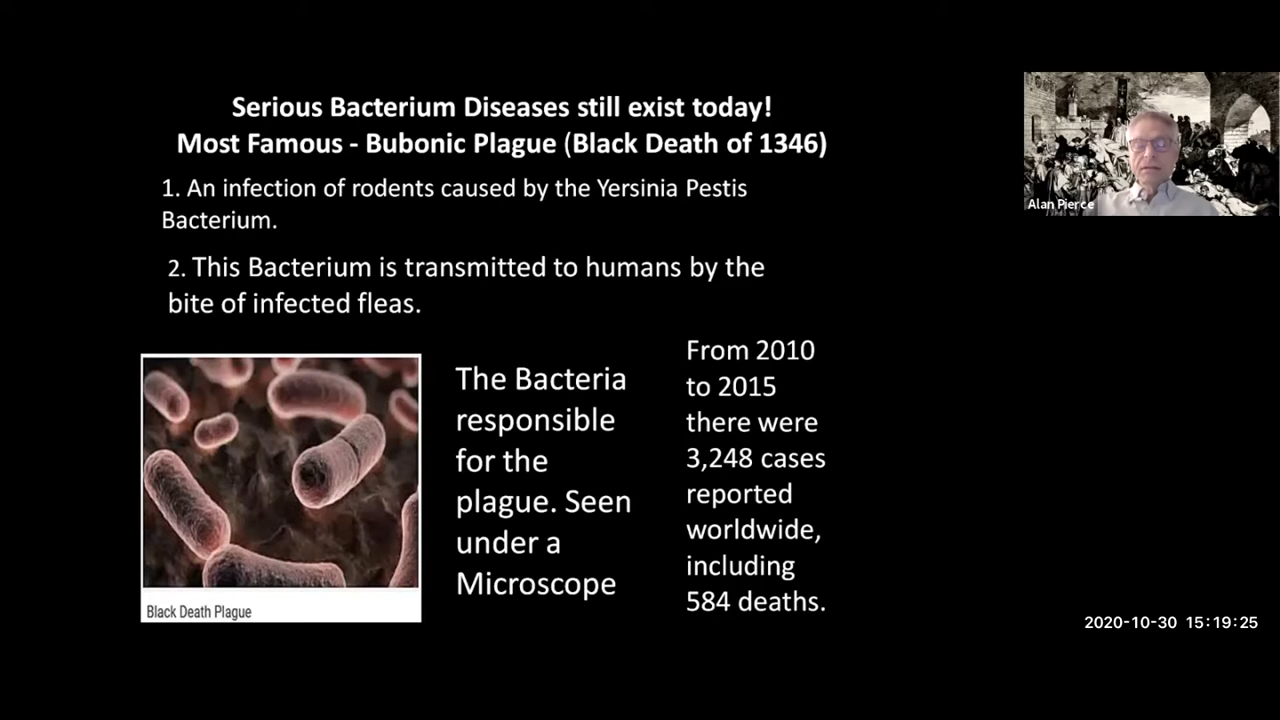 Serious Bacterium Diseases still exist today!
Most Famous - Bubonic Plague (Black Death of 1346)
1. An infection of rodents caused by the Yersinia Pestis
Bacterium.
2. This Bacterium is transmitted to humans by the
bite of infected fleas.
Black Death Plague
The Bacteria
responsible
for the
plague. Seen
under a
Microscope
From 2010
to 2015
there were
3,248 cases
reported
worldwide,
including
584 deaths.
Alan Pierce
2020-10-30 15:19:25